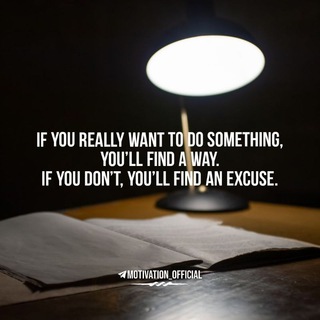 IF YOU REALLY WANT TO DO SOMETHING,
YOU'LL FIND A WAY.
IF YOU DON'T, YOU'LL FIND AN EXCUSE.
MOTIVATION_OFFICIAL